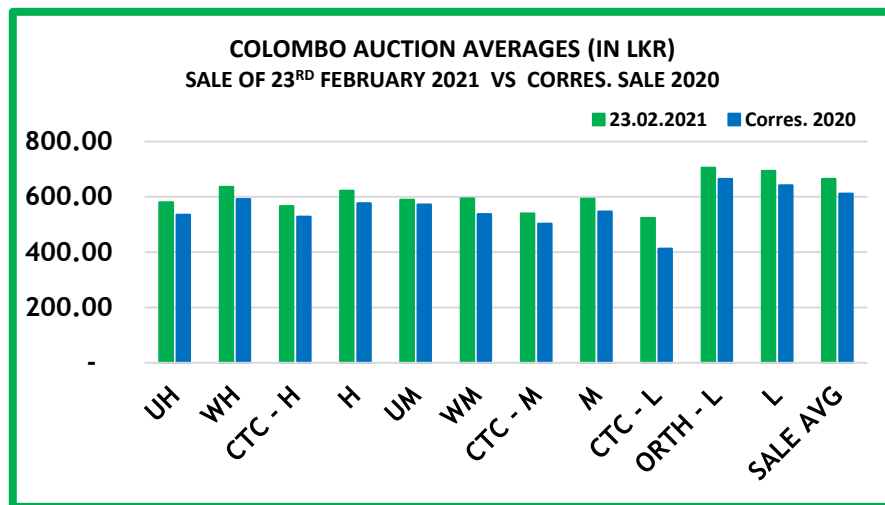 COLOMBO AUCTION AVERAGES (IN LKR)
SALE OF 23RD FEBRUARY 2021 VS CORRES. SALE 2020
23.02.2021 Corres. 2020
800.00
600.00
400.00
200.00
-
UH WH CTC - H H UM WM CTC - M M CTC - L ORTH - L L SALE AVG